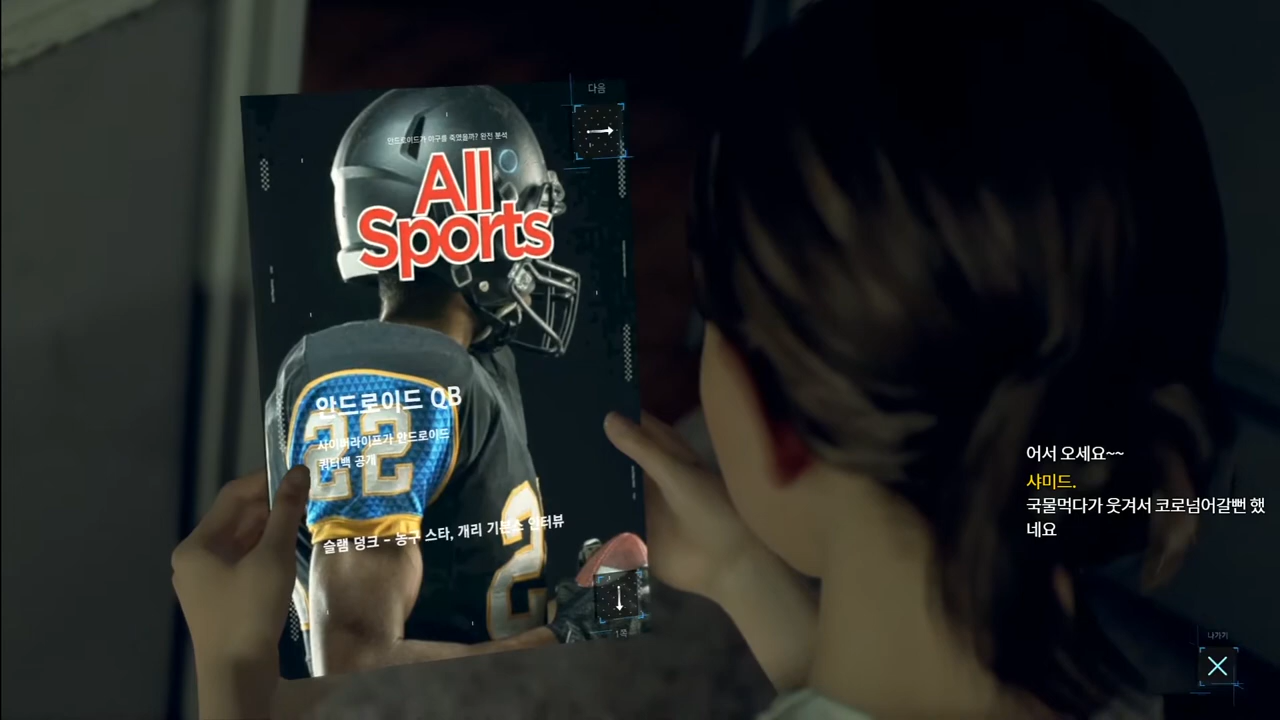 다음
안드로이드가 야구를 죽였을까? 완전 분석
All
Sports
안드로이드 QB
22
사이버라이프가 안드로이드
쿼터백 공개
슬램 덩크 - 농구 스타, 개리 기븐스 인터뷰
2
1쪽
어서 오세요~~
샤미드.
국물먹다가 웃겨서 코로넘어갈뻔 했
네요
나가기